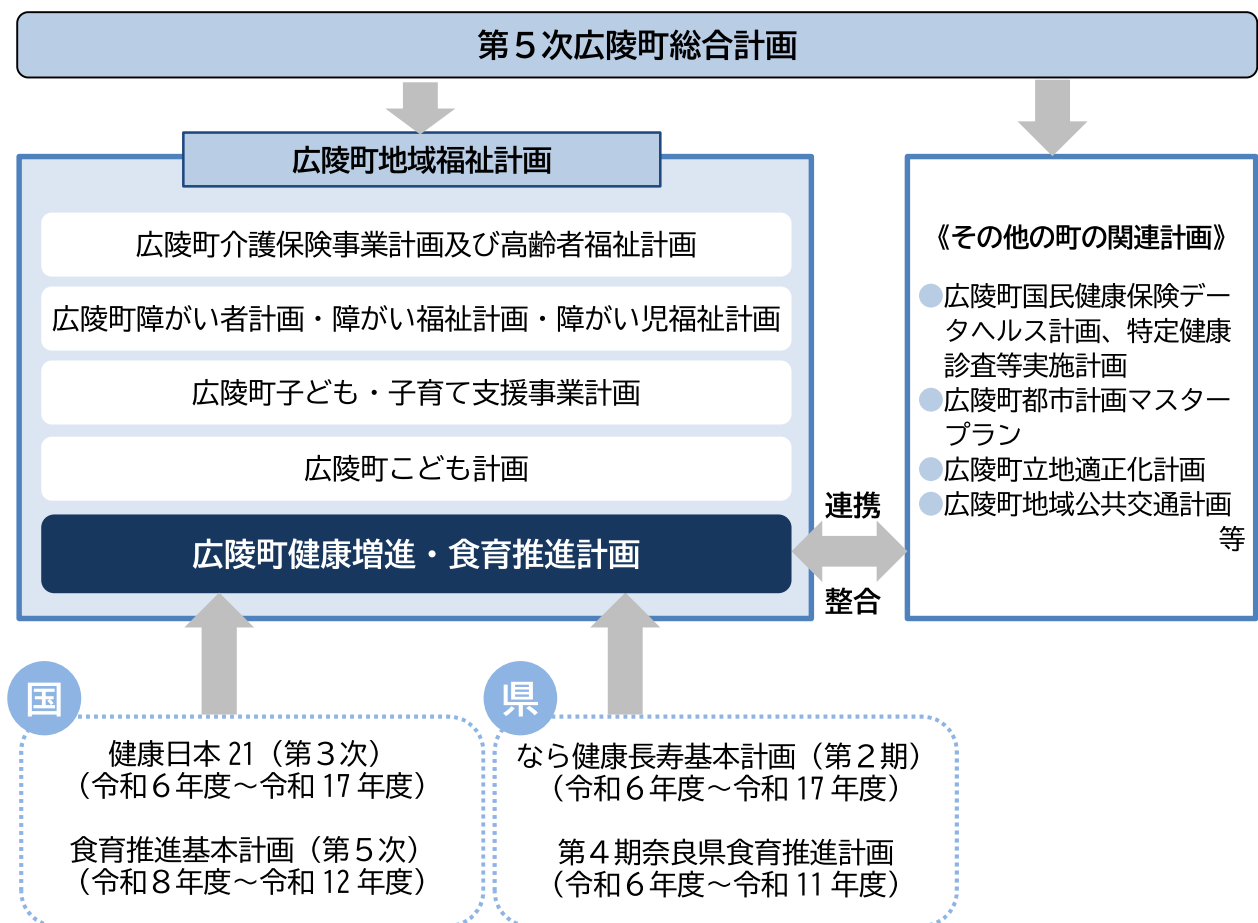 第５次広陵町総合計画
広陵町地域福祉計画
広陵町介護保険事業計画及び高齢者福祉計画
広陵町障がい者計画・障がい福祉計画・障がい児福祉計画
広陵町子ども・子育て支援事業計画
広陵町こども計画
広陵町健康増進・食育推進計画
連携
整合
《その他の町の関連計画》
●広陵町国民健康保険デー
タヘルス計画、特定健康
診査等実施計画
●広陵町都市計画マスター
プラン
●広陵町立地適正化計画
●広陵町地域公共交通計画
等
国
健康日本 21（第３次）
（令和６年度～令和 17 年度）
食育推進基本計画（第５次）
（令和８年度～令和 12 年度）
県
なら健康長寿基本計画（第２期）
（令和６年度～令和 17 年度）
第４期奈良県食育推進計画
（令和６年度～令和 11 年度）